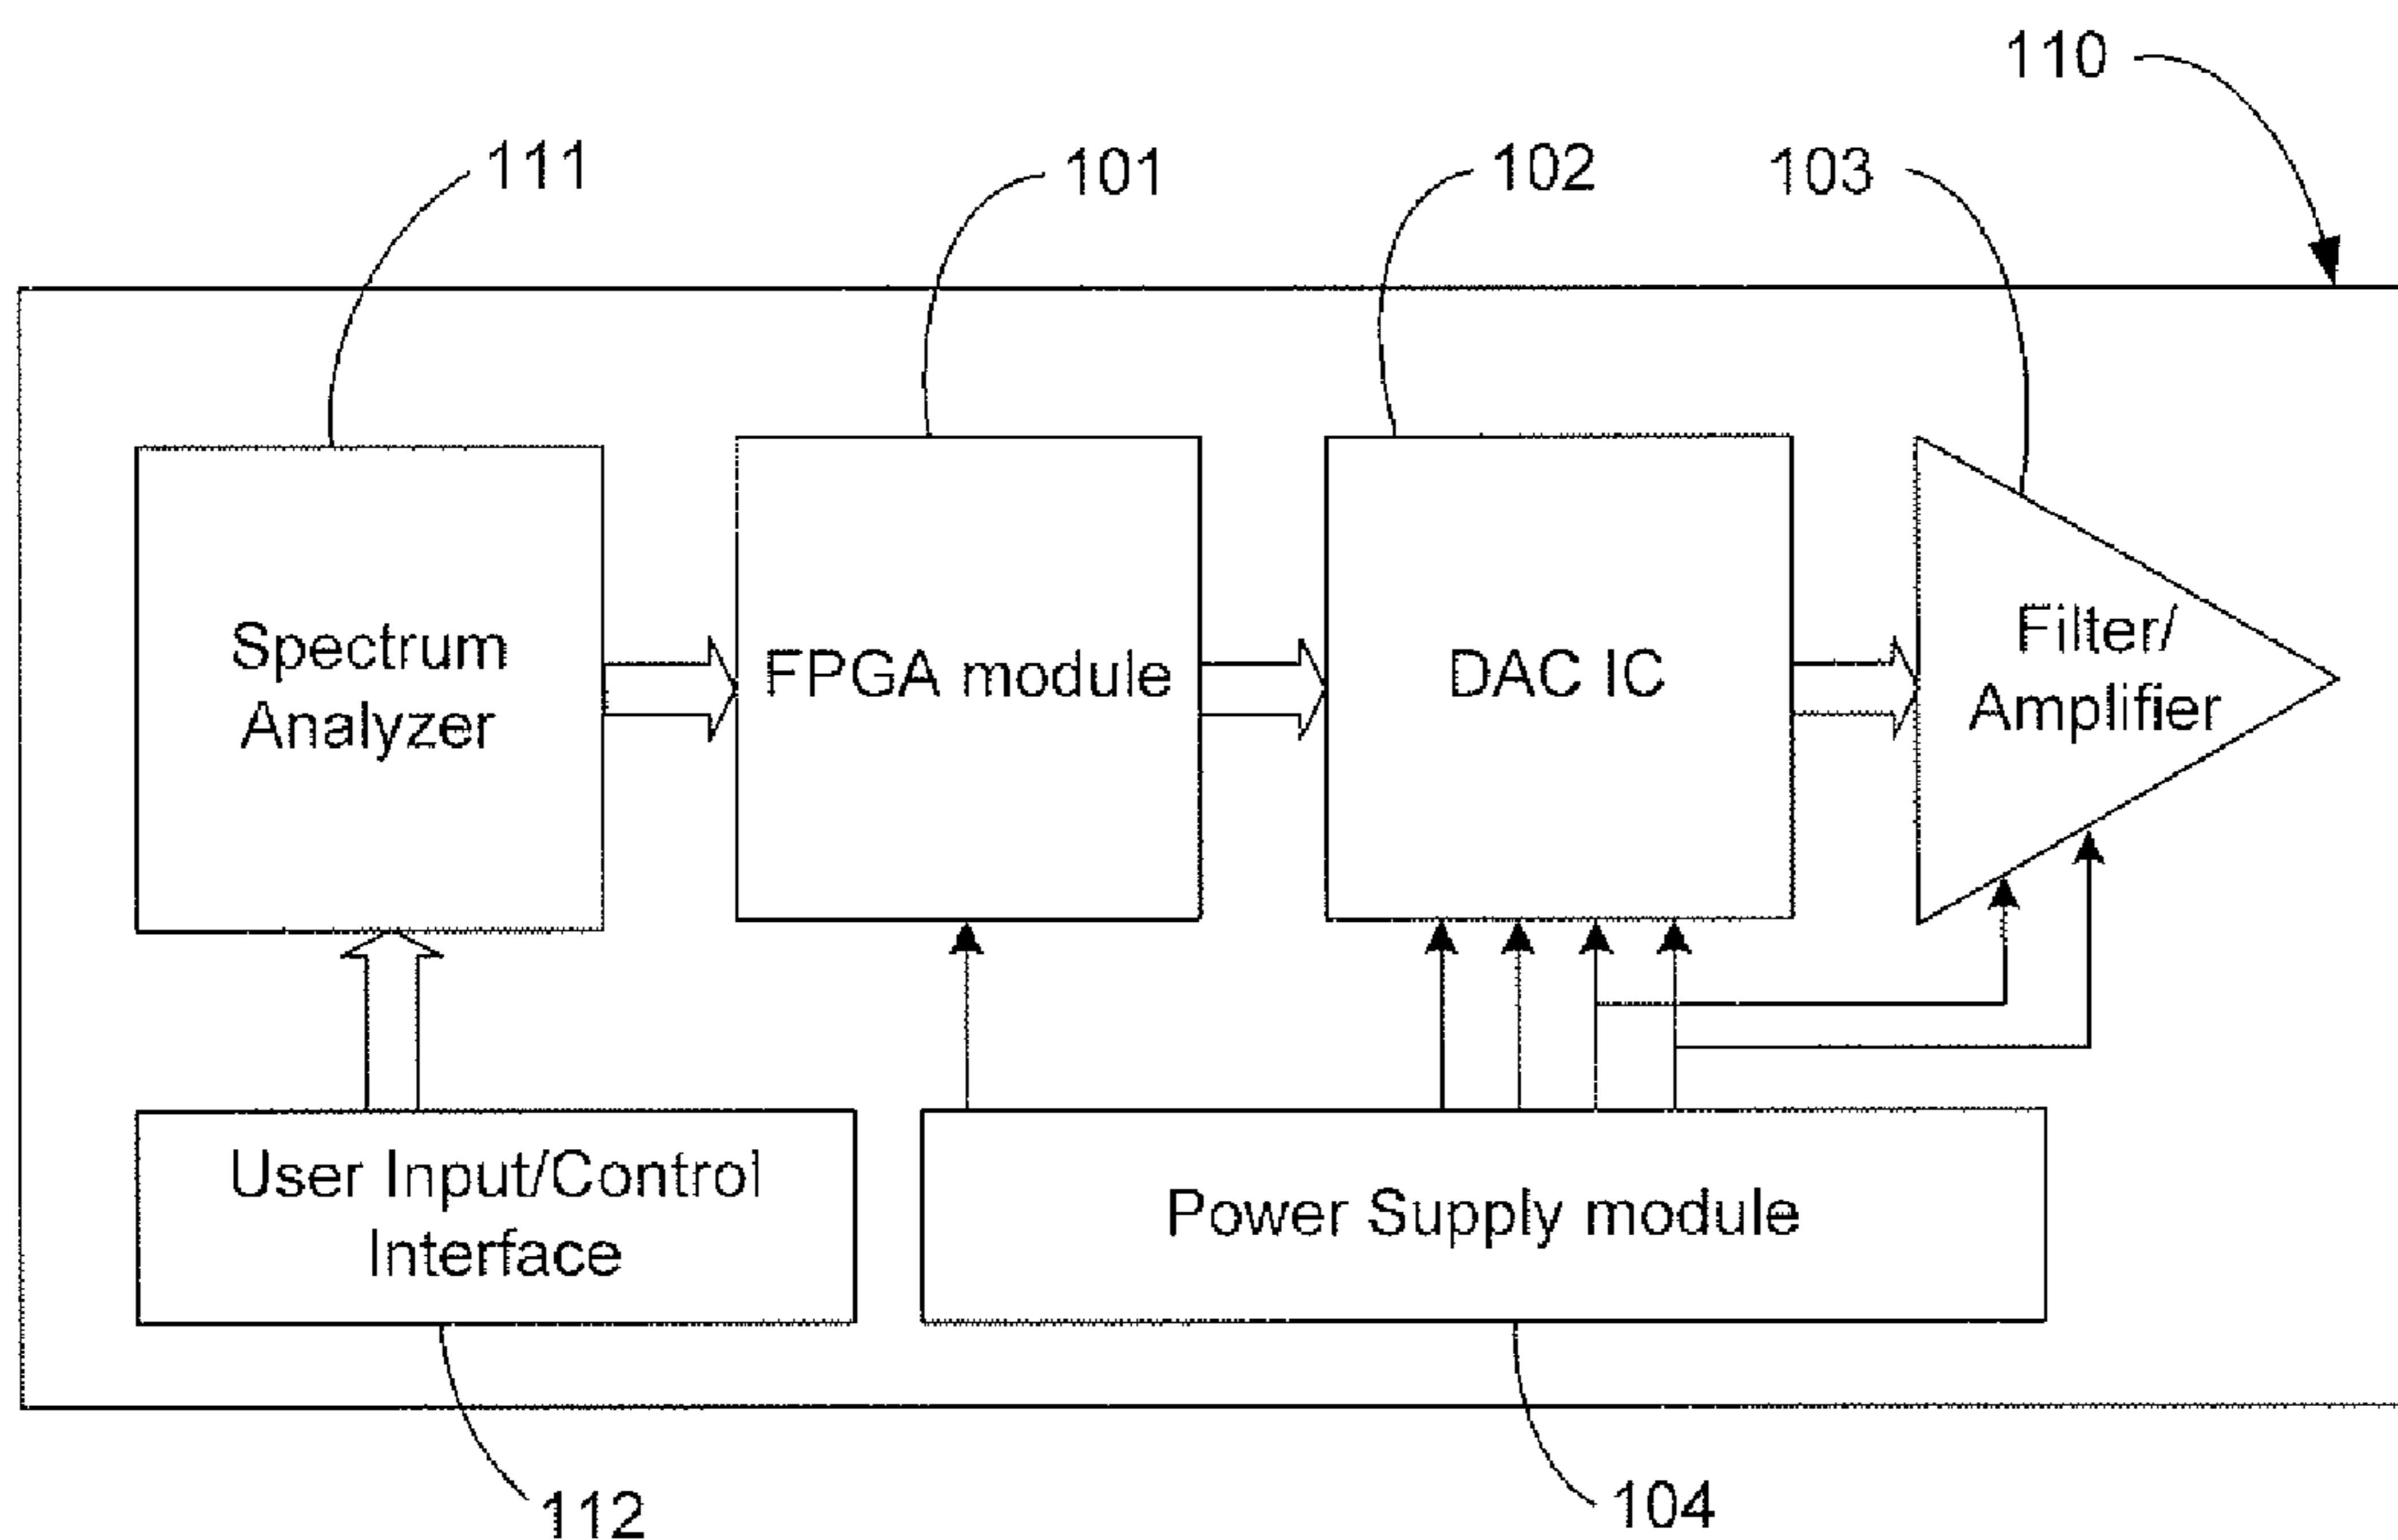 110
111
101
102
103
Spectrum
Analyzer
FPGA module
DAC IC
Filter/
Amplifier
User Input/Control
Interface
Power Supply module
112
104